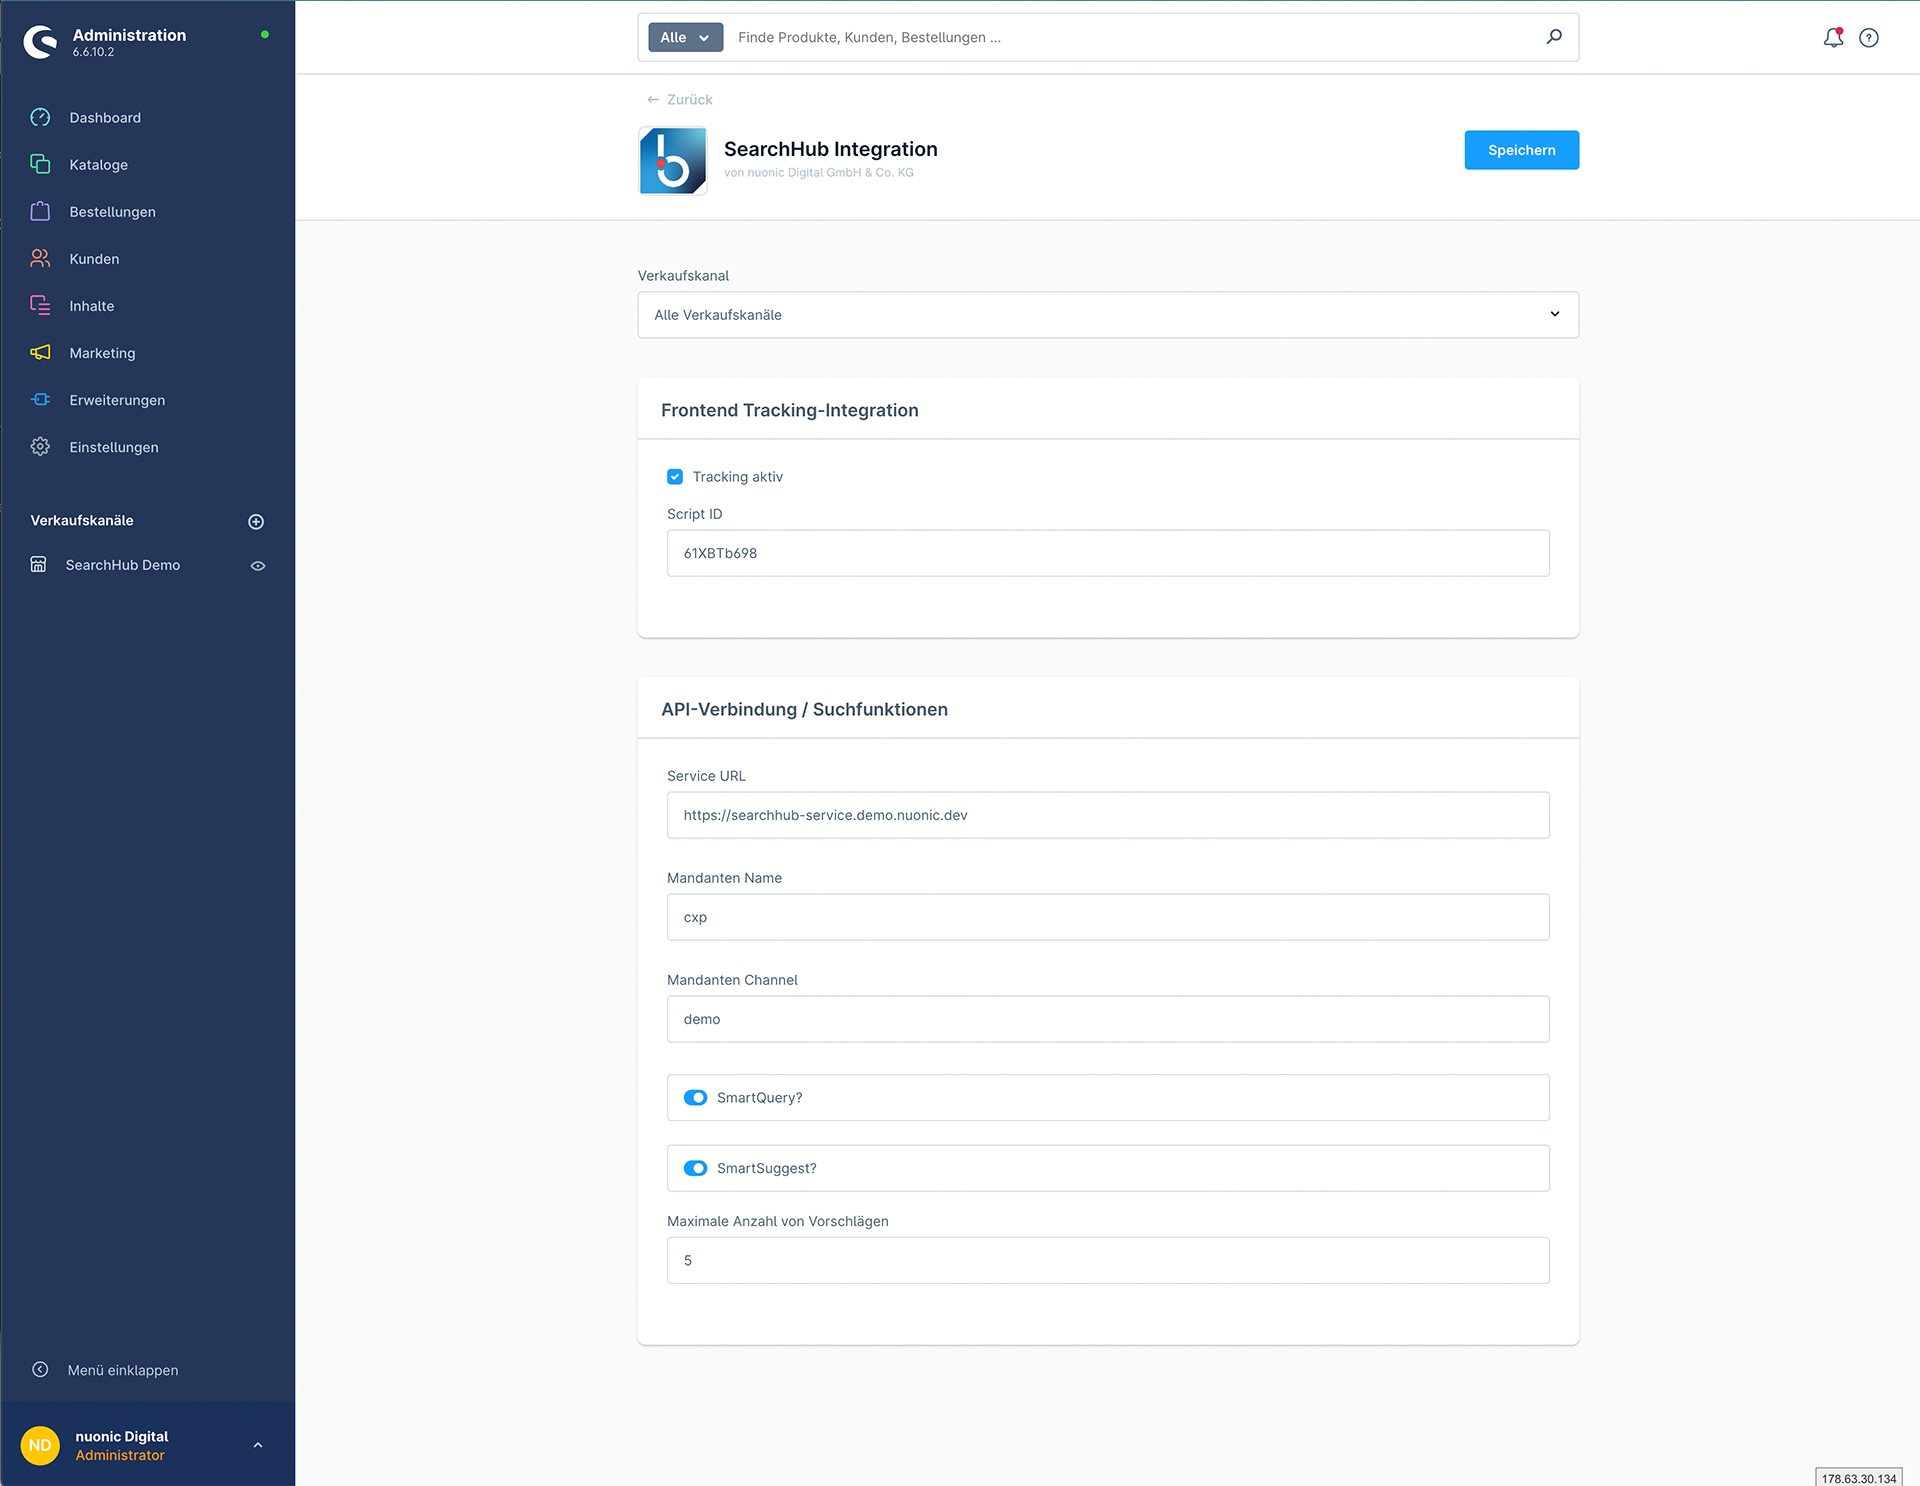 Administration
6.6.10.2
Dashboard
Kataloge
Bestellungen
Kunden
Inhalte
Marketing
Erweiterungen
Einstellungen
Verkaufskanäle
SearchHub Demo
Menü einklappen
ND
nuonic Digital
Administrator
Alle
Finde Produkte, Kunden, Bestellungen ...
← Zurück
b
SearchHub Integration
von nuonic Digital GmbH & Co. KG
Speichern
Verkaufskanal
Alle Verkaufskanäle
Frontend Tracking-Integration
Tracking aktiv
Script ID
61XBTb698
API-Verbindung / Suchfunktionen
Service URL
https://searchhub-service.demo.nuonic.dev
Mandanten Name
cxp
Mandanten Channel
demo
SmartQuery?
SmartSuggest?
Maximale Anzahl von Vorschlägen
5
178.63.30.134